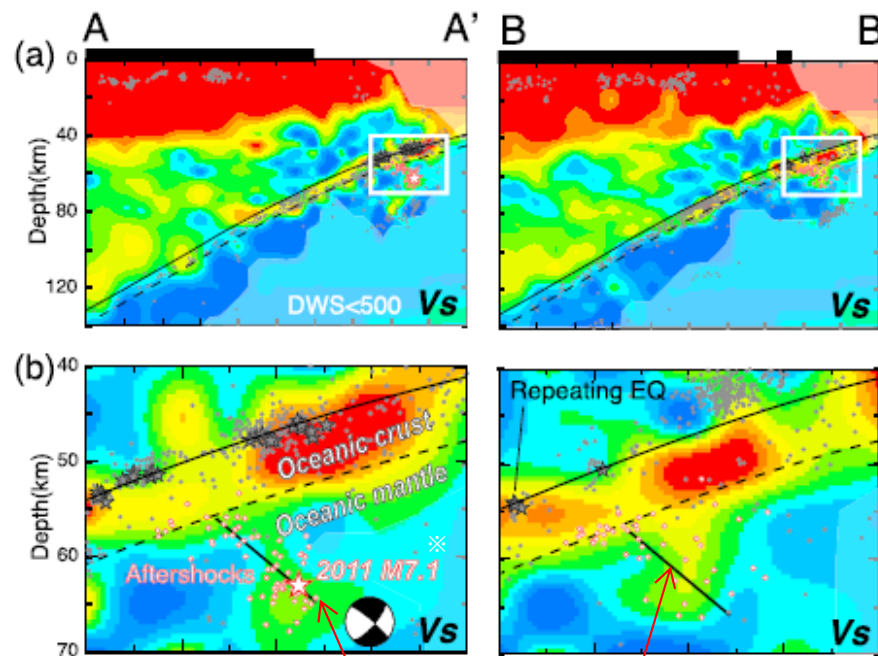 A A' B B
(a)
Depth(km)
0
40
80
120
DWS<500 Vs
Vs
(b)
Depth(km)
40
50
60
70
Oceanic crust
Oceanic mantle
※
Aftershocks 2011 M7.1
Vs
Repeating EQ
Vs